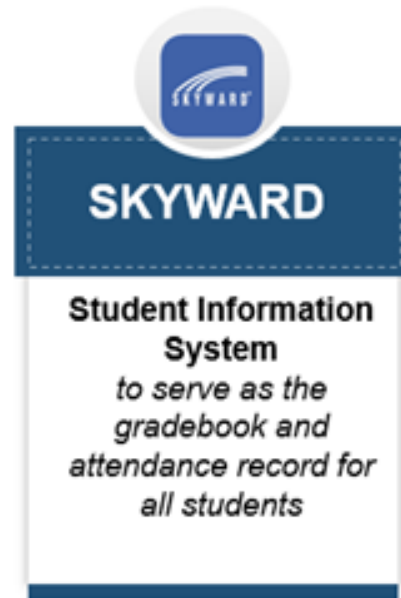 SKYWARD®
SKYWARD
Student Information
System
to serve as the
gradebook and
attendance record for
all students